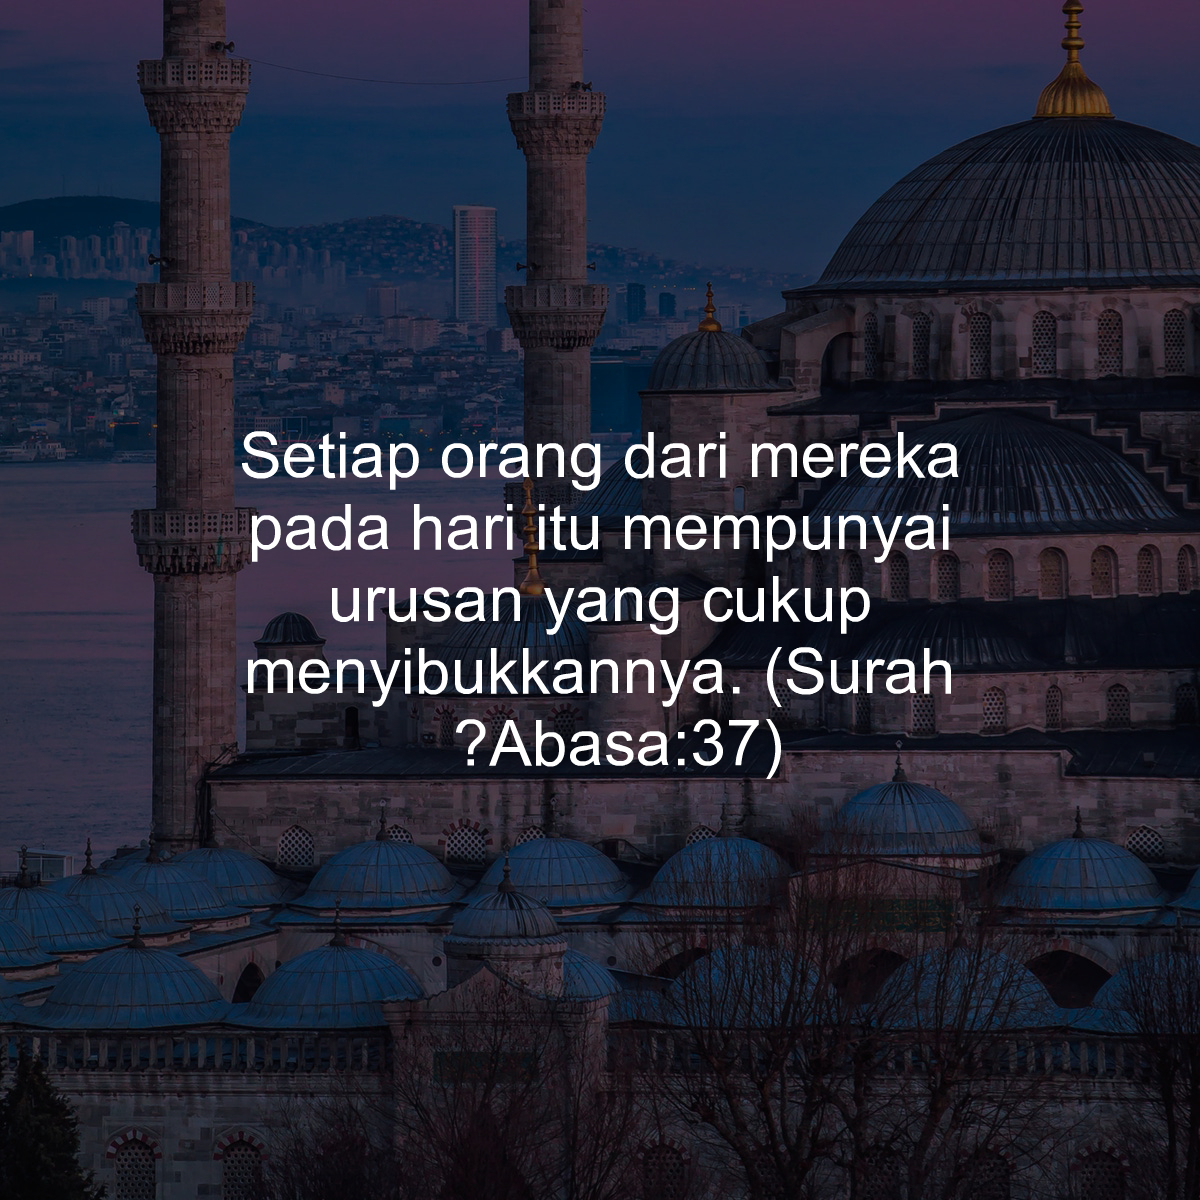 Setiap orang dari mereka
pada hari itu mempunyai
urusan yang cukup
menyibukkannya. (Surah
?Abasa:37)